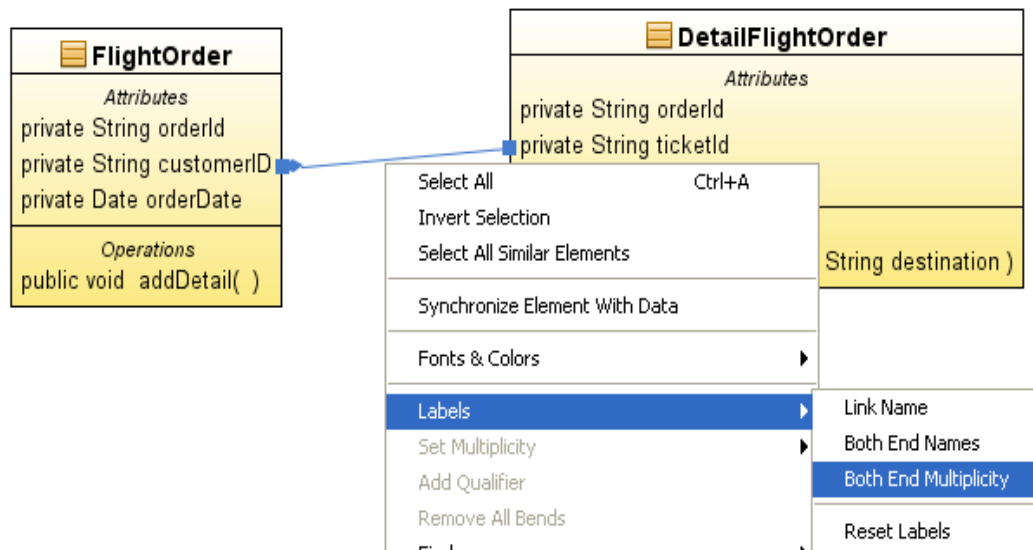 FlightOrder
Attributes
private String orderId
private String customerID
private Date orderDate
Operations
public void addDetail( )
DetailFlightOrder
Attributes
private String orderId
private String ticketId
String destination )
Select All Ctrl+A
Invert Selection
Select All Similar Elements
Synchronize Element With Data
Fonts & Colors
Labels
Set Multiplicity
Add Qualifier
Remove All Bends
Link Name
Both End Names
Both End Multiplicity
Reset Labels